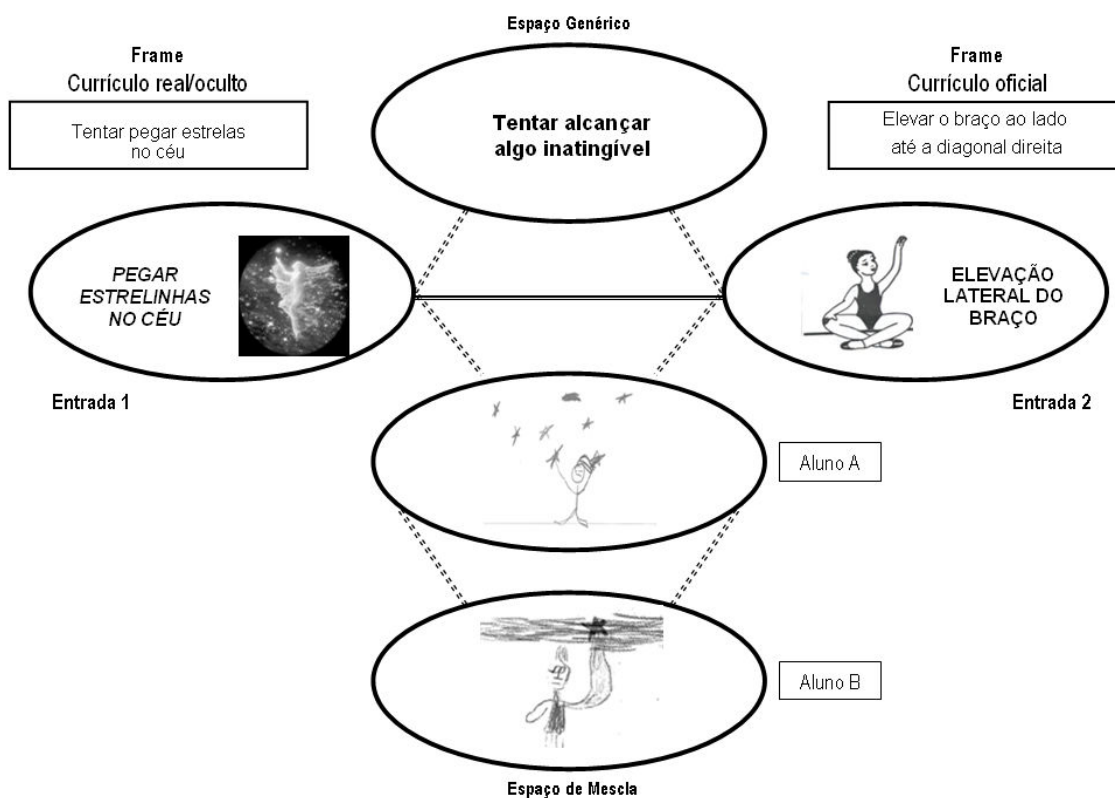 Espaço Genérico
Frame
Currículo real/oculto
Tentar pegar estrelas
no céu
Tentar alcançar
algo inatingível
Frame
Currículo oficial
Elevar o braço ao lado
até a diagonal direita
PEGAR
ESTRELINHAS
NO CÉU
ELEVAÇÃO
LATERAL DO
BRAÇO
Entrada 1
Entrada 2
Aluno A
Aluno B
Espaço de Mescla